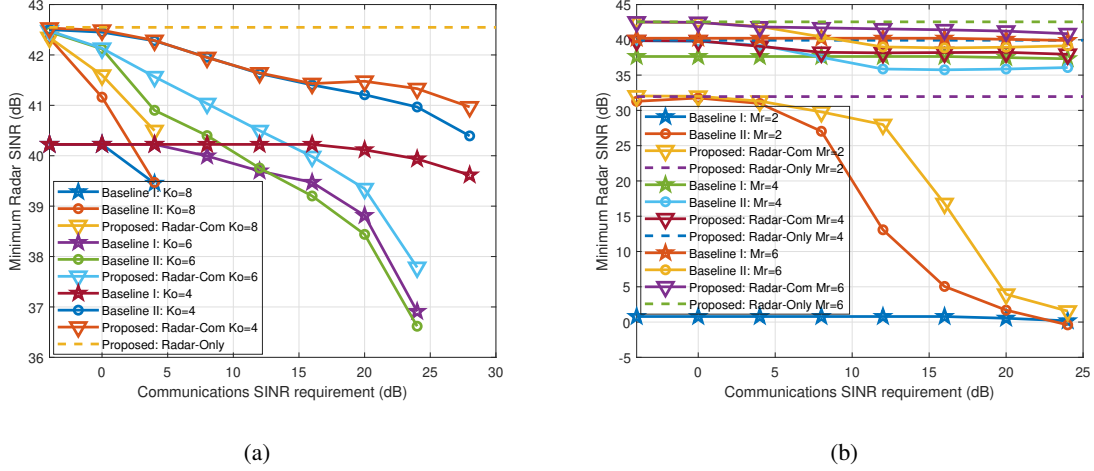 43
42
41
40
39
38
37
36
Minimum Radar SINR (dB)
Baseline I: Ko=8
Baseline II: Ko=8
Proposed: Radar-Com Ko=8
Baseline I: Ko=6
Baseline II: Ko=6
Proposed: Radar-Com Ko=6
Baseline I: Ko=4
Baseline II: Ko=4
Proposed: Radar-Com Ko=4
Proposed: Radar-Only
0 5 10 15 20 25 30
Communications SINR requirement (dB)
(a)
45
40
35
30
25
20
15
10
5
0
-5
Minimum Radar SINR (dB)
Baseline I: Mr=2
Baseline II: Mr=2
Proposed: Radar-Com Mr=2
Proposed: Radar-Only Mr=2
Baseline I: Mr=4
Baseline II: Mr=4
Proposed: Radar-Com Mr=4
Proposed: Radar-Only Mr=4
Baseline I: Mr=6
Baseline II: Mr=6
Proposed: Radar-Com Mr=6
Proposed: Radar-Only Mr=6
0 5 10 15 20 25
Communications SINR requirement (dB)
(b)